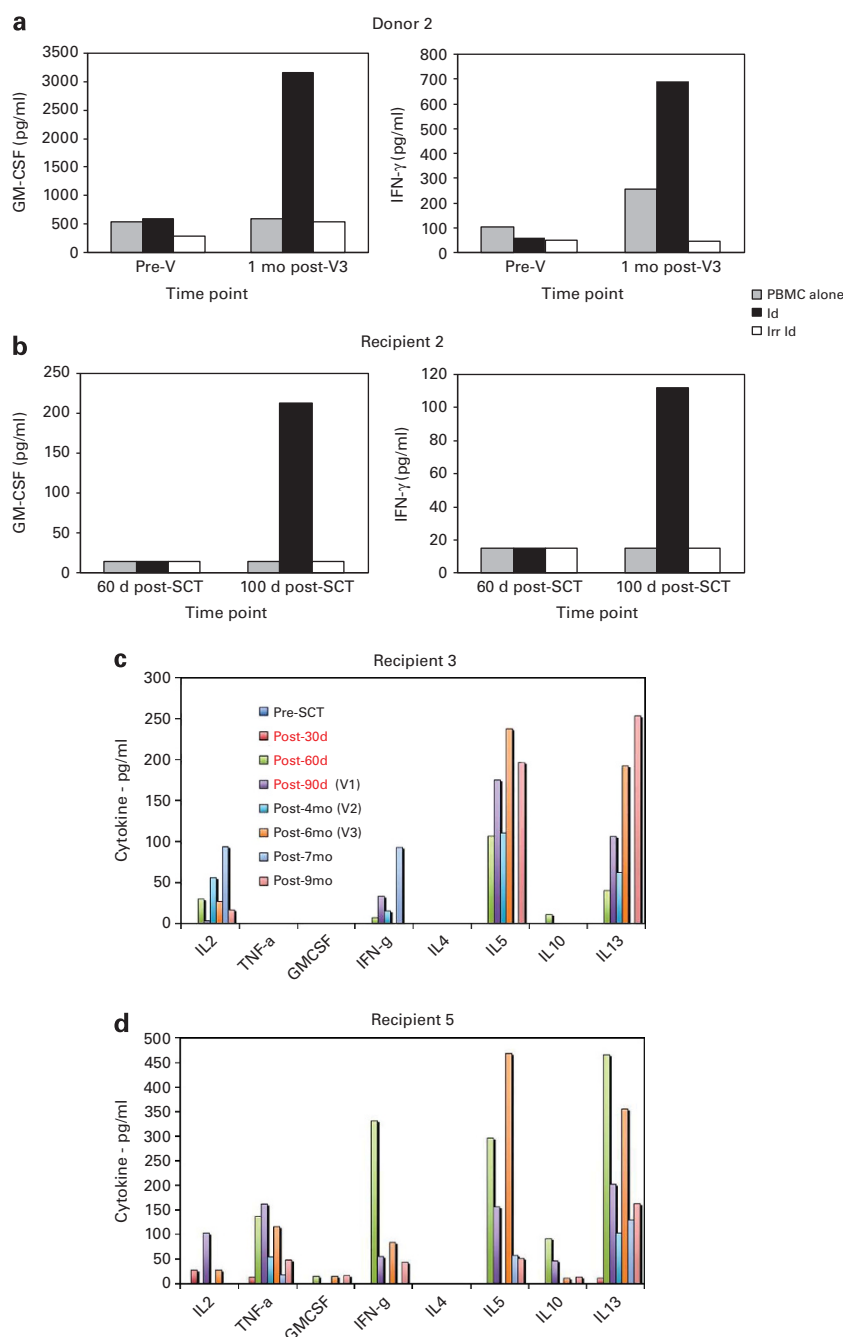 a
Donor 2
GM-CSF (pg/ml)
3500
3000
2500
2000
1500
1000
500
0
Pre-V 1 mo post-V3
Time point
IFN-γ (pg/ml)
800
700
600
500
400
300
200
100
0
Pre-V 1 mo post-V3
Time point
PBMC alone
Id
Irr Id
b
Recipient 2
GM-CSF (pg/ml)
250
200
150
100
50
0
60 d post-SCT 100 d post-SCT
Time point
IFN-γ (pg/ml)
120
100
80
60
40
20
0
60 d post-SCT 100 d post-SCT
Time point
c
Recipient 3
Cytokine - pg/ml
300
250
200
150
100
50
0
Pre-SCT
Post-30d
Post-60d
Post-90d (V1)
Post-4mo (V2)
Post-6mo (V3)
Post-7mo
Post-9mo
IL2 TNF-a GMCSF IFN-g IL4 IL5 IL10 IL13
d
Recipient 5
Cytokine - pg/ml
500
450
400
350
300
250
200
150
100
50
0
IL2 TNF-a GMCSF IFN-g IL4 IL5 IL10 IL13